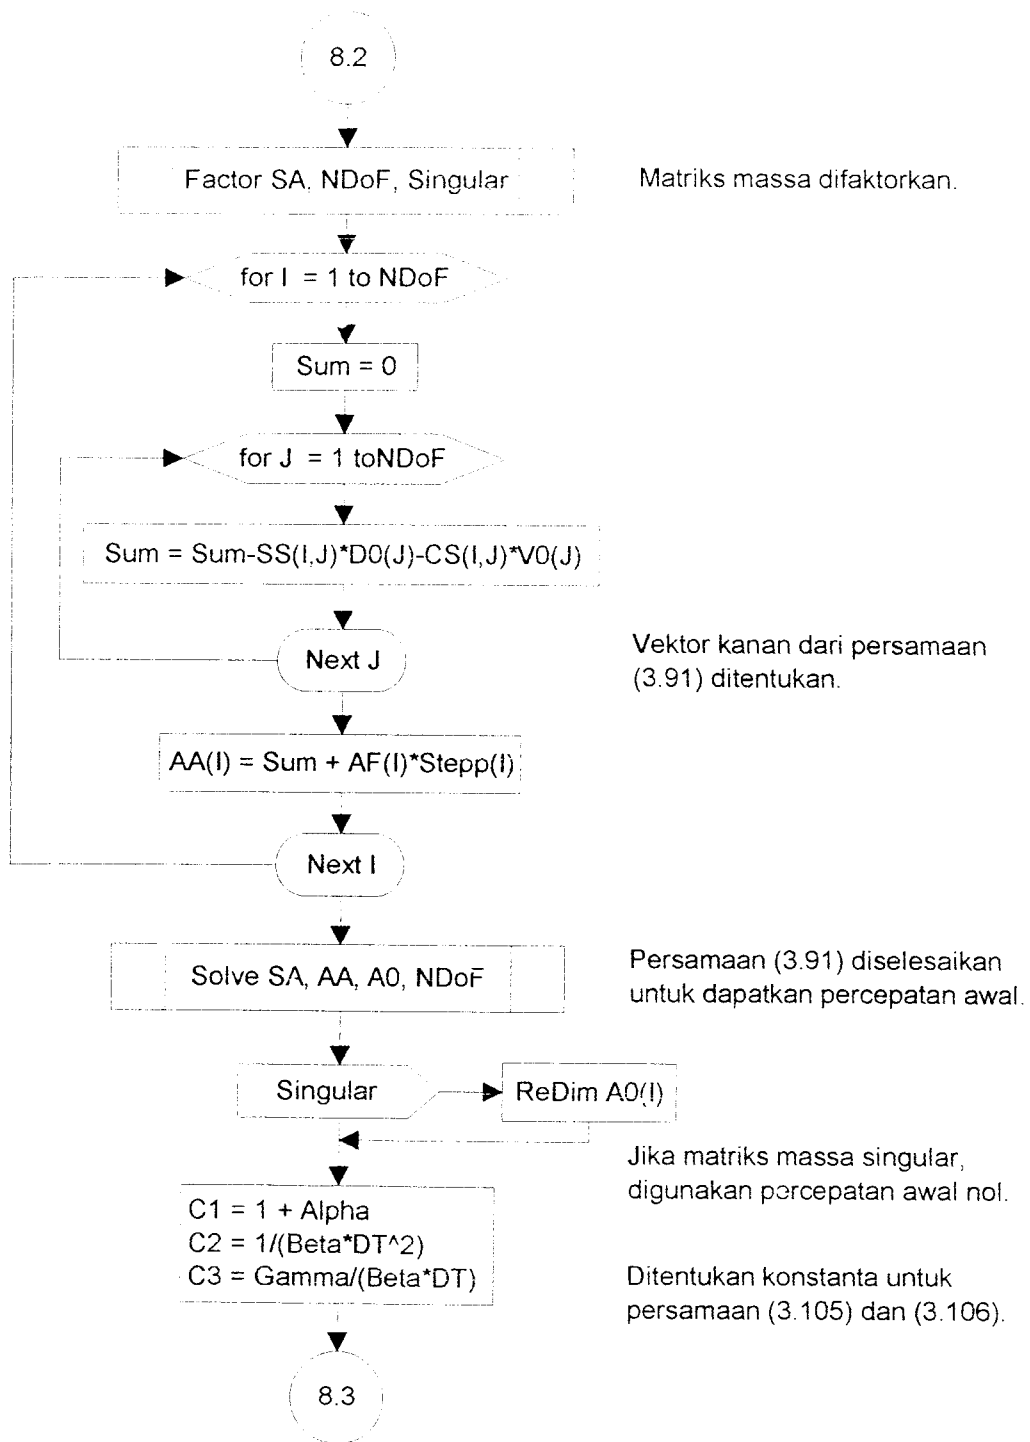 8.2
Factor SA, NDoF, Singular
Matriks massa difaktorkan.
for I = 1 to NDoF
Sum = 0
for J = 1 toNDoF
Sum = Sum-SS(I,J)*D0(J)-CS(I,J)*V0(J)
Next J
Vektor kanan dari persamaan
(3.91) ditentukan.
AA(I) = Sum + AF(I)*Stepp(I)
Next I
Solve SA, AA, A0, NDoF
Persamaan (3.91) diselesaikan
untuk dapatkan percepatan awal.
Singular
ReDim A0(I)
Jika matriks massa singular,
digunakan percepatan awal nol.
C1 = 1 + Alpha
C2 = 1/(Beta*DT^2)
C3 = Gamma/(Beta*DT)
Ditentukan konstanta untuk
persamaan (3.105) dan (3.106).
8.3